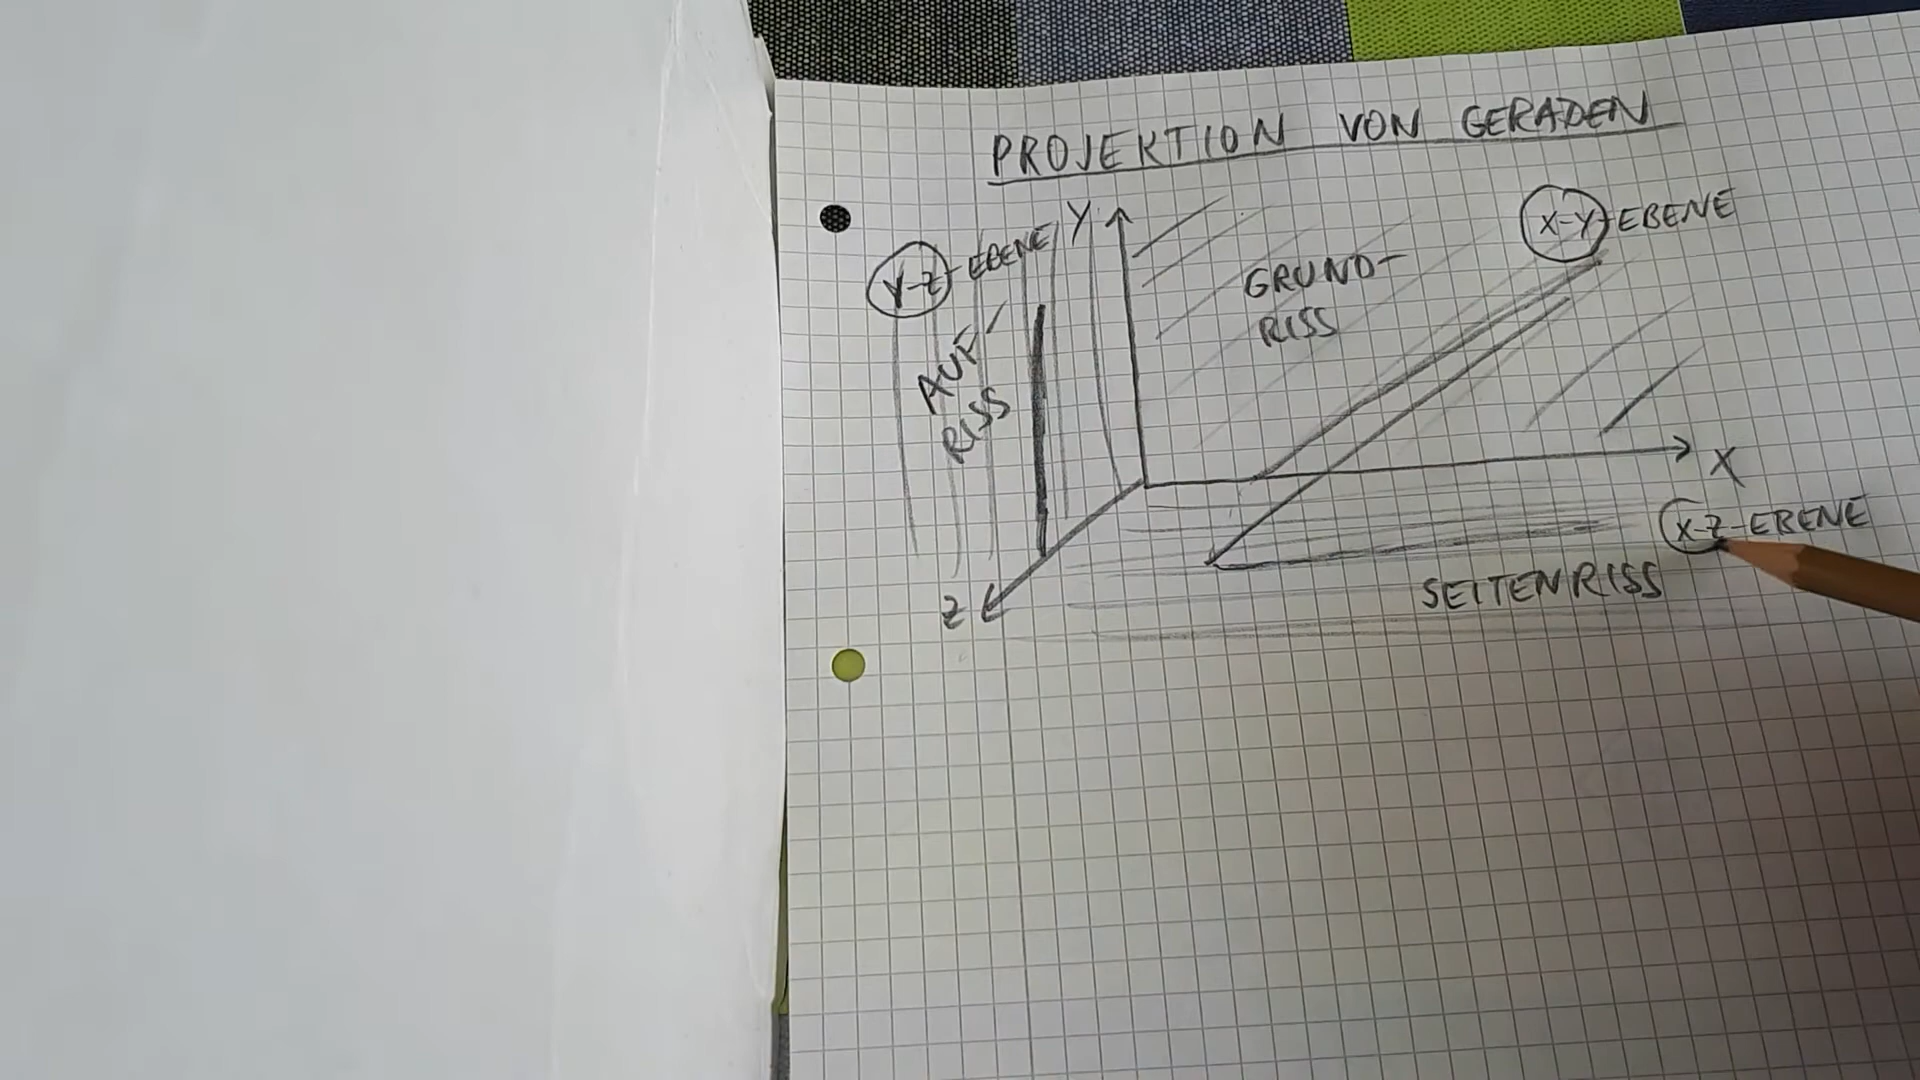 PROJEKTION VON GERADEN
Y-Z-EBENE
Y
X-Y-EBENE
AUF-
RISS
GRUND-
RISS
X
X-Z-EBENE
Z
SEITENRISS